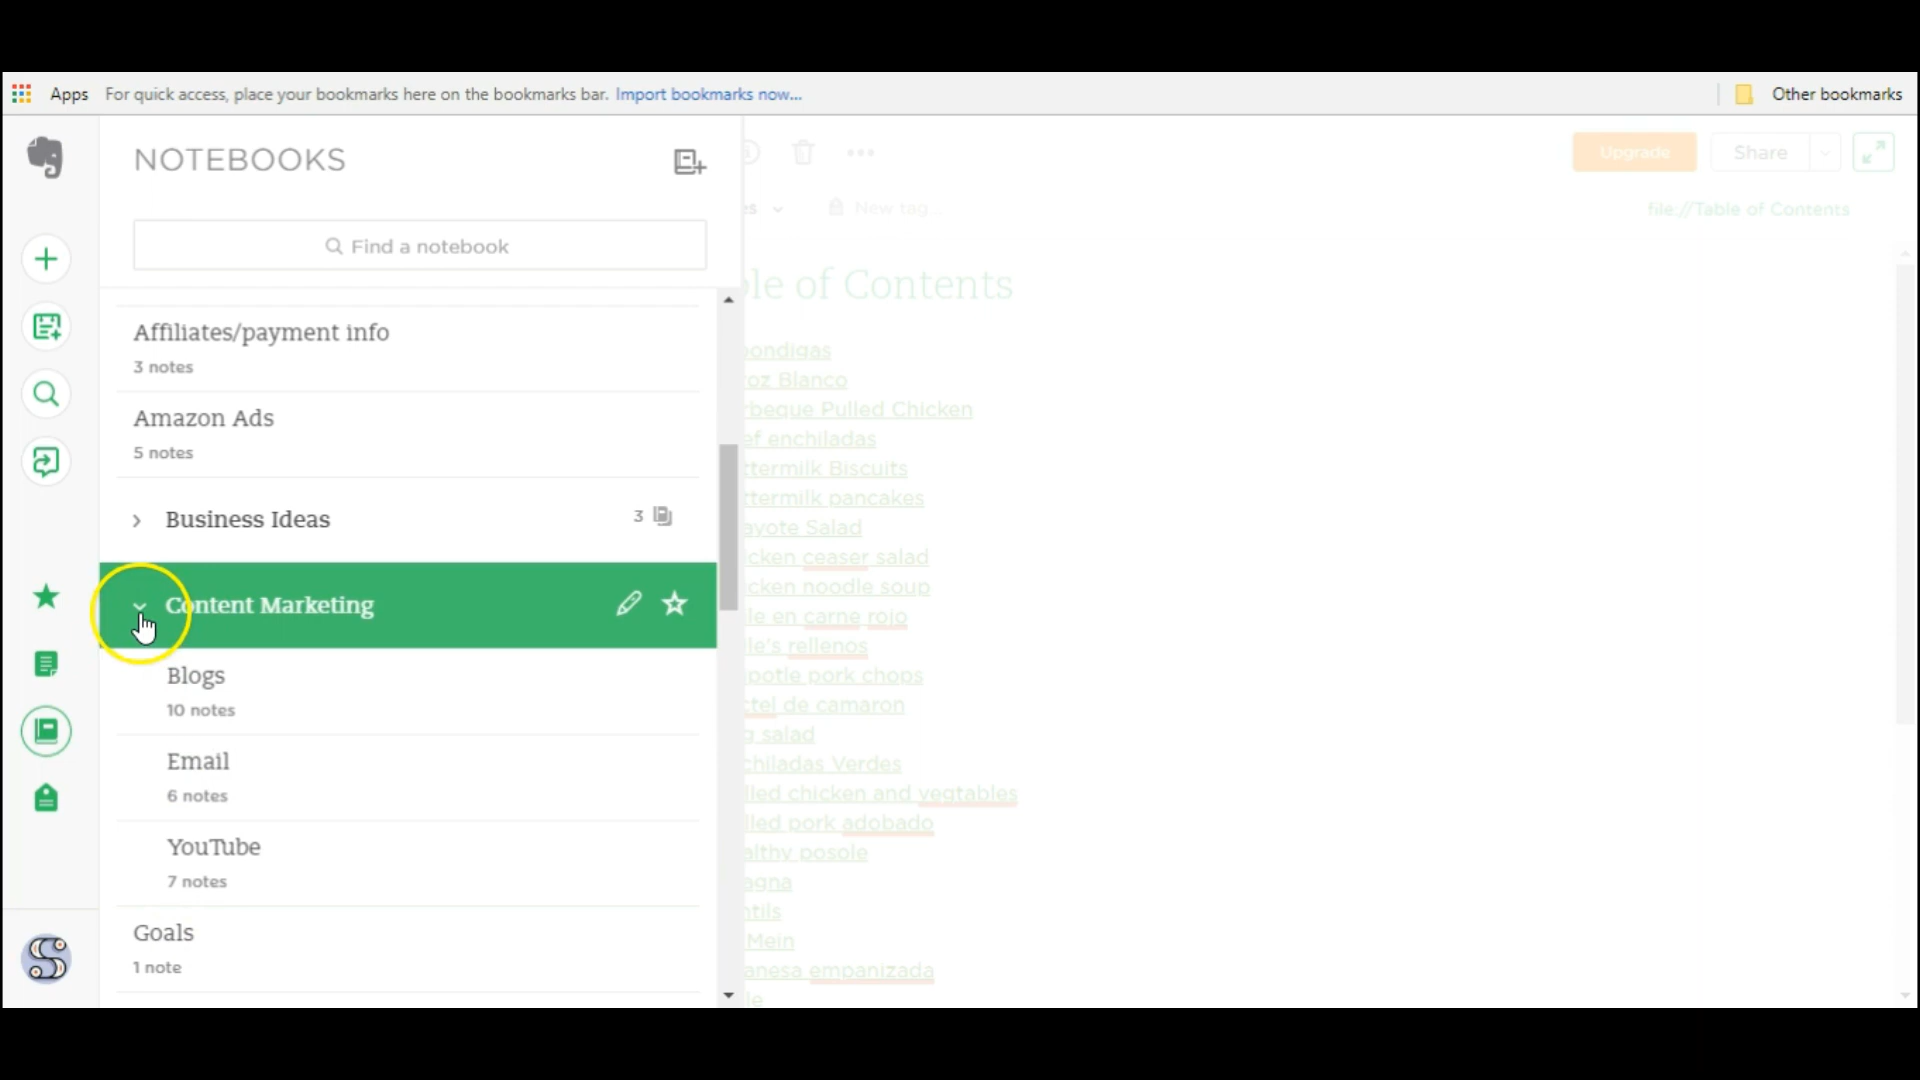 Apps For quick access, place your bookmarks here on the bookmarks bar. Import bookmarks now... Other bookmarks
NOTEBOOKS
Upgrade Share
New tag...
file://Table of Contents
Find a notebook
of Contents
Affiliates/payment info
3 notes
Amazon Ads
5 notes
Business Ideas 3
Content Marketing
Blogs
10 notes
Email
6 notes
YouTube
7 notes
Goals
1 note
ondigas
oz Blanco
beque Pulled Chicken
ef enchiladas
ttermilk Biscuits
ttermilk pancakes
ayote Salad
cken ceaser salad
cken noodle soup
le en carne rojo
le's rellenos
potle pork chops
ctel de camaron
salad
chiladas Verdes
lled chicken and vegtables
lled pork adobado
althy posole
agna
ntils
Mein
anesa empanizada
le